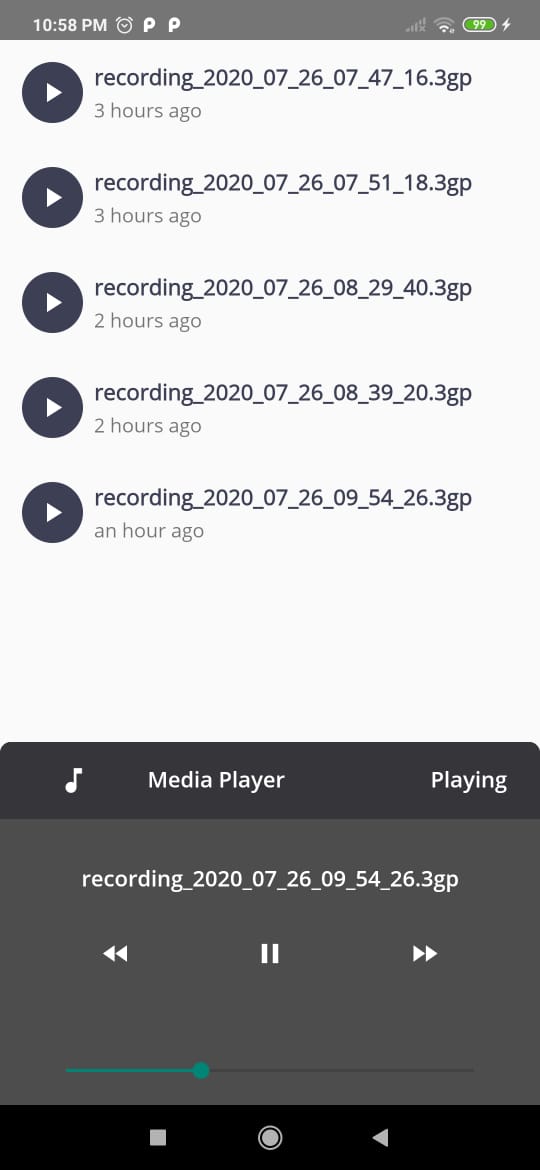 10:58 PM
99
recording_2020_07_26_07_47_16.3gp
3 hours ago
recording_2020_07_26_07_51_18.3gp
3 hours ago
recording_2020_07_26_08_29_40.3gp
2 hours ago
recording_2020_07_26_08_39_20.3gp
2 hours ago
recording_2020_07_26_09_54_26.3gp
an hour ago
Media Player
Playing
recording_2020_07_26_09_54_26.3gp